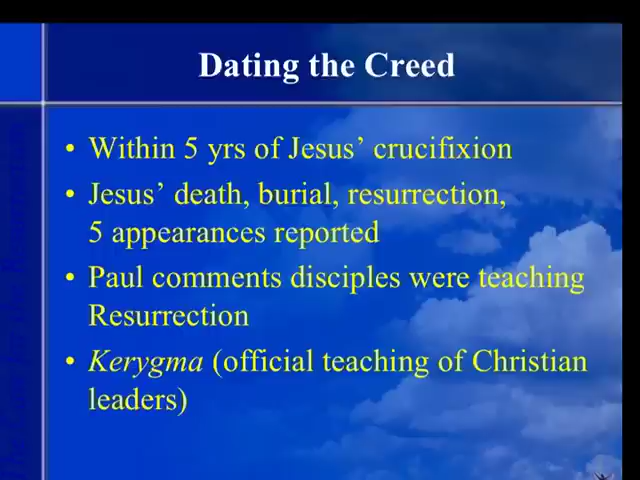 Dating the Creed
• Within 5 yrs of Jesus' crucifixion
• Jesus' death, burial, resurrection,
5 appearances reported
• Paul comments disciples were teaching
Resurrection
• Kerygma (official teaching of Christian
leaders)